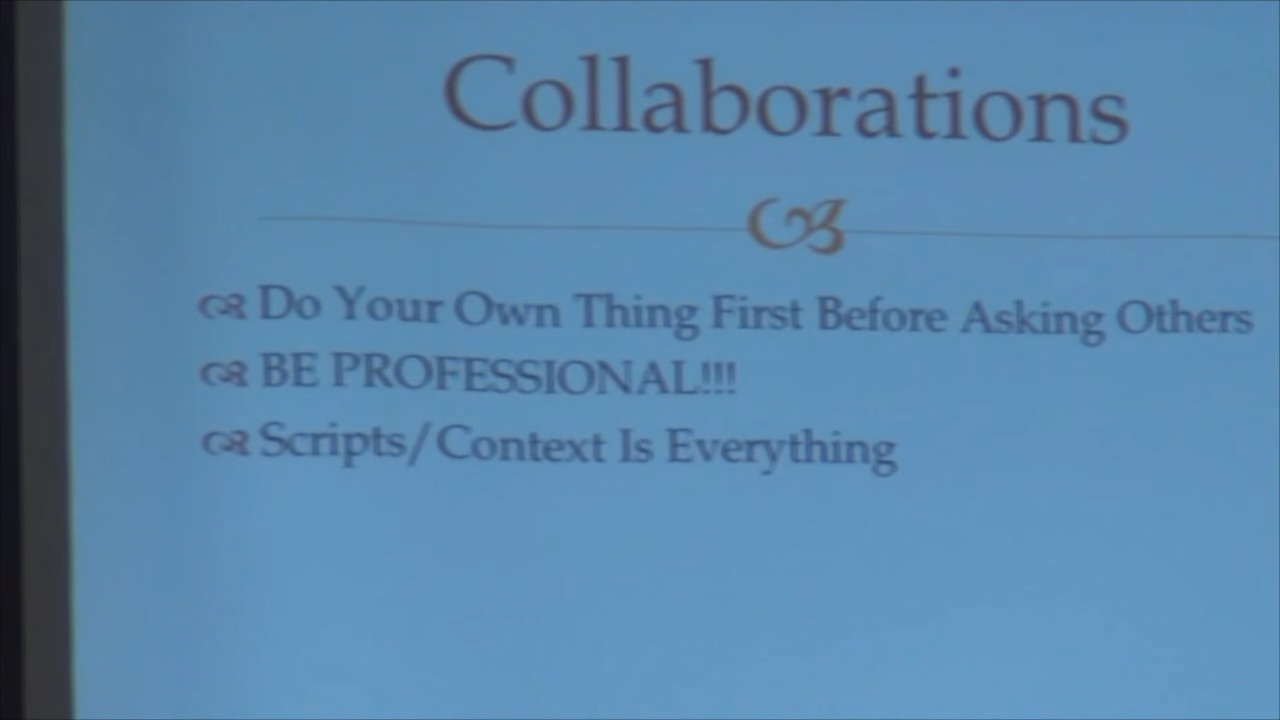 Collaborations
Do Your Own Thing First Before Asking Others
BE PROFESSIONAL!!!
Scripts/Context Is Everything